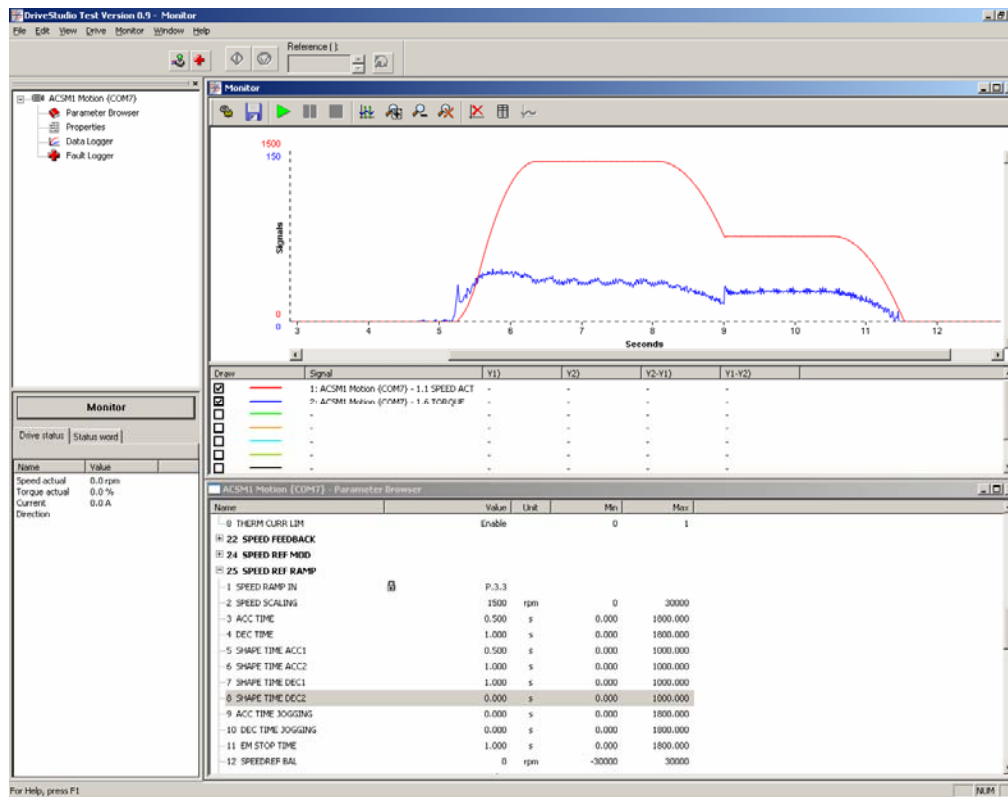 DriveStudio Test Version 0.9 - Monitor
File Edit View Drive Monitor Window Help
Reference [ ]:
ACSM1 Motion {COM7}
Parameter Browser
Properties
Data Logger
Fault Logger
Monitor
1500
150
Signals
0
0
3 4 5 6 7 8 9 10 11 12
Seconds
Draw Signal Y1) Y2) Y2-Y1) Y1-Y2)
1: ACSM1 Motion {COM7} - 1.1 SPEED ACT - - - -
2: ACSM1 Motion {COM7} - 1.6 TORQUE - - - -
- - - - -
- - - - -
- - - - -
- - - - -
- - - - -
Monitor
Drive status Status word
Name Value
Speed actual 0.0 rpm
Torque actual 0.0 %
Current 0.0 A
Direction
ACSM1 Motion {COM7} - Parameter Browser
Name Value Unit Min Max
8 THERM CURR LIM Enable 0 1
22 SPEED FEEDBACK
24 SPEED REF MOD
25 SPEED REF RAMP
1 SPEED RAMP IN P.3.3
2 SPEED SCALING 1500 rpm 0 30000
3 ACC TIME 0.500 s 0.000 1800.000
4 DEC TIME 1.000 s 0.000 1800.000
5 SHAPE TIME ACC1 0.500 s 0.000 1000.000
6 SHAPE TIME ACC2 1.000 s 0.000 1000.000
7 SHAPE TIME DEC1 1.000 s 0.000 1000.000
8 SHAPE TIME DEC2 0.000 s 0.000 1000.000
9 ACC TIME JOGGING 0.000 s 0.000 1800.000
10 DEC TIME JOGGING 0.000 s 0.000 1800.000
11 EM STOP TIME 1.000 s 0.000 1800.000
12 SPEEDREF BAL 0 rpm -30000 30000
For Help, press F1
NUM